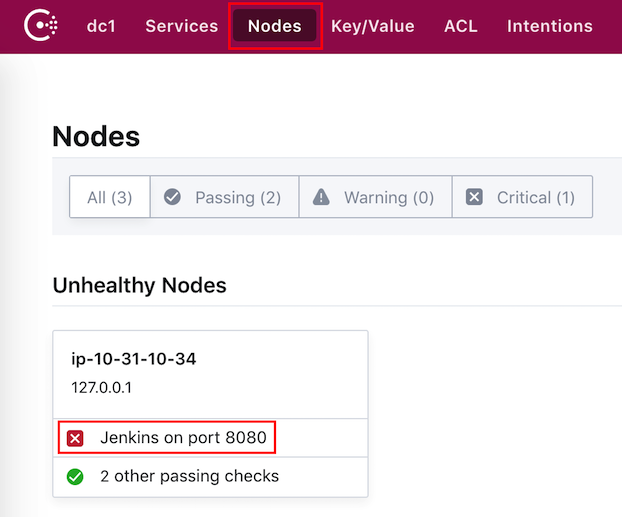 dc1 Services Nodes Key/Value ACL Intentions
Nodes
All (3) Passing (2) Warning (0) Critical (1)
Unhealthy Nodes
ip-10-31-10-34
127.0.0.1
Jenkins on port 8080
2 other passing checks